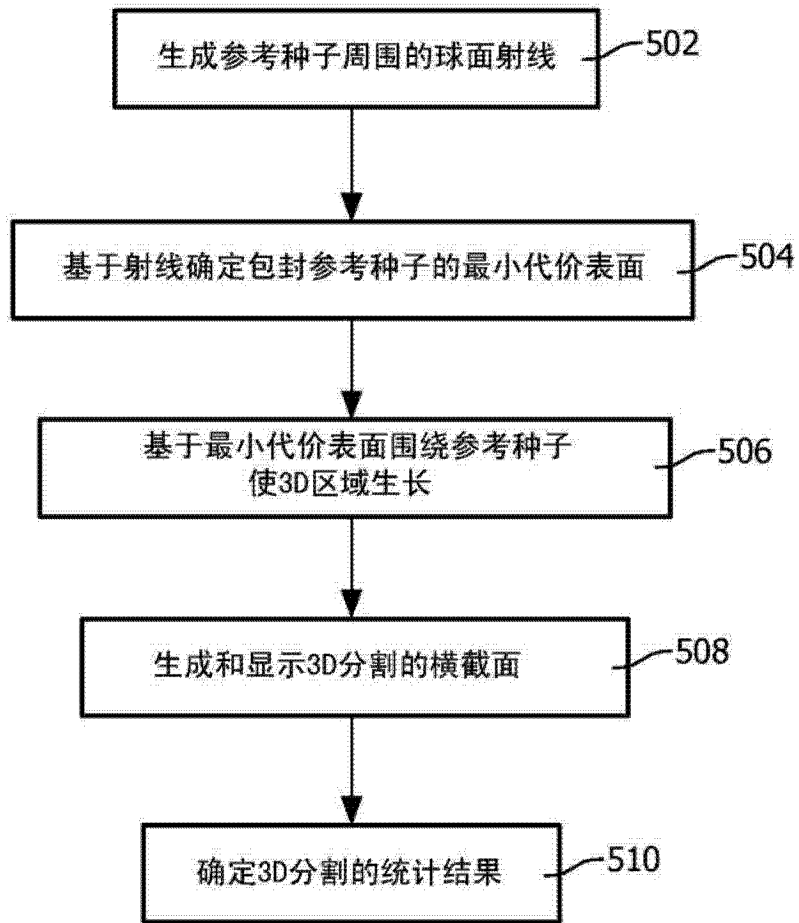 生成参考种子周围的球面射线
502
基于射线确定包封参考种子的最小代价表面
504
基于最小代价表面围绕参考种子
使3D区域生长
506
生成和显示3D分割的横截面
508
确定3D分割的统计结果
510